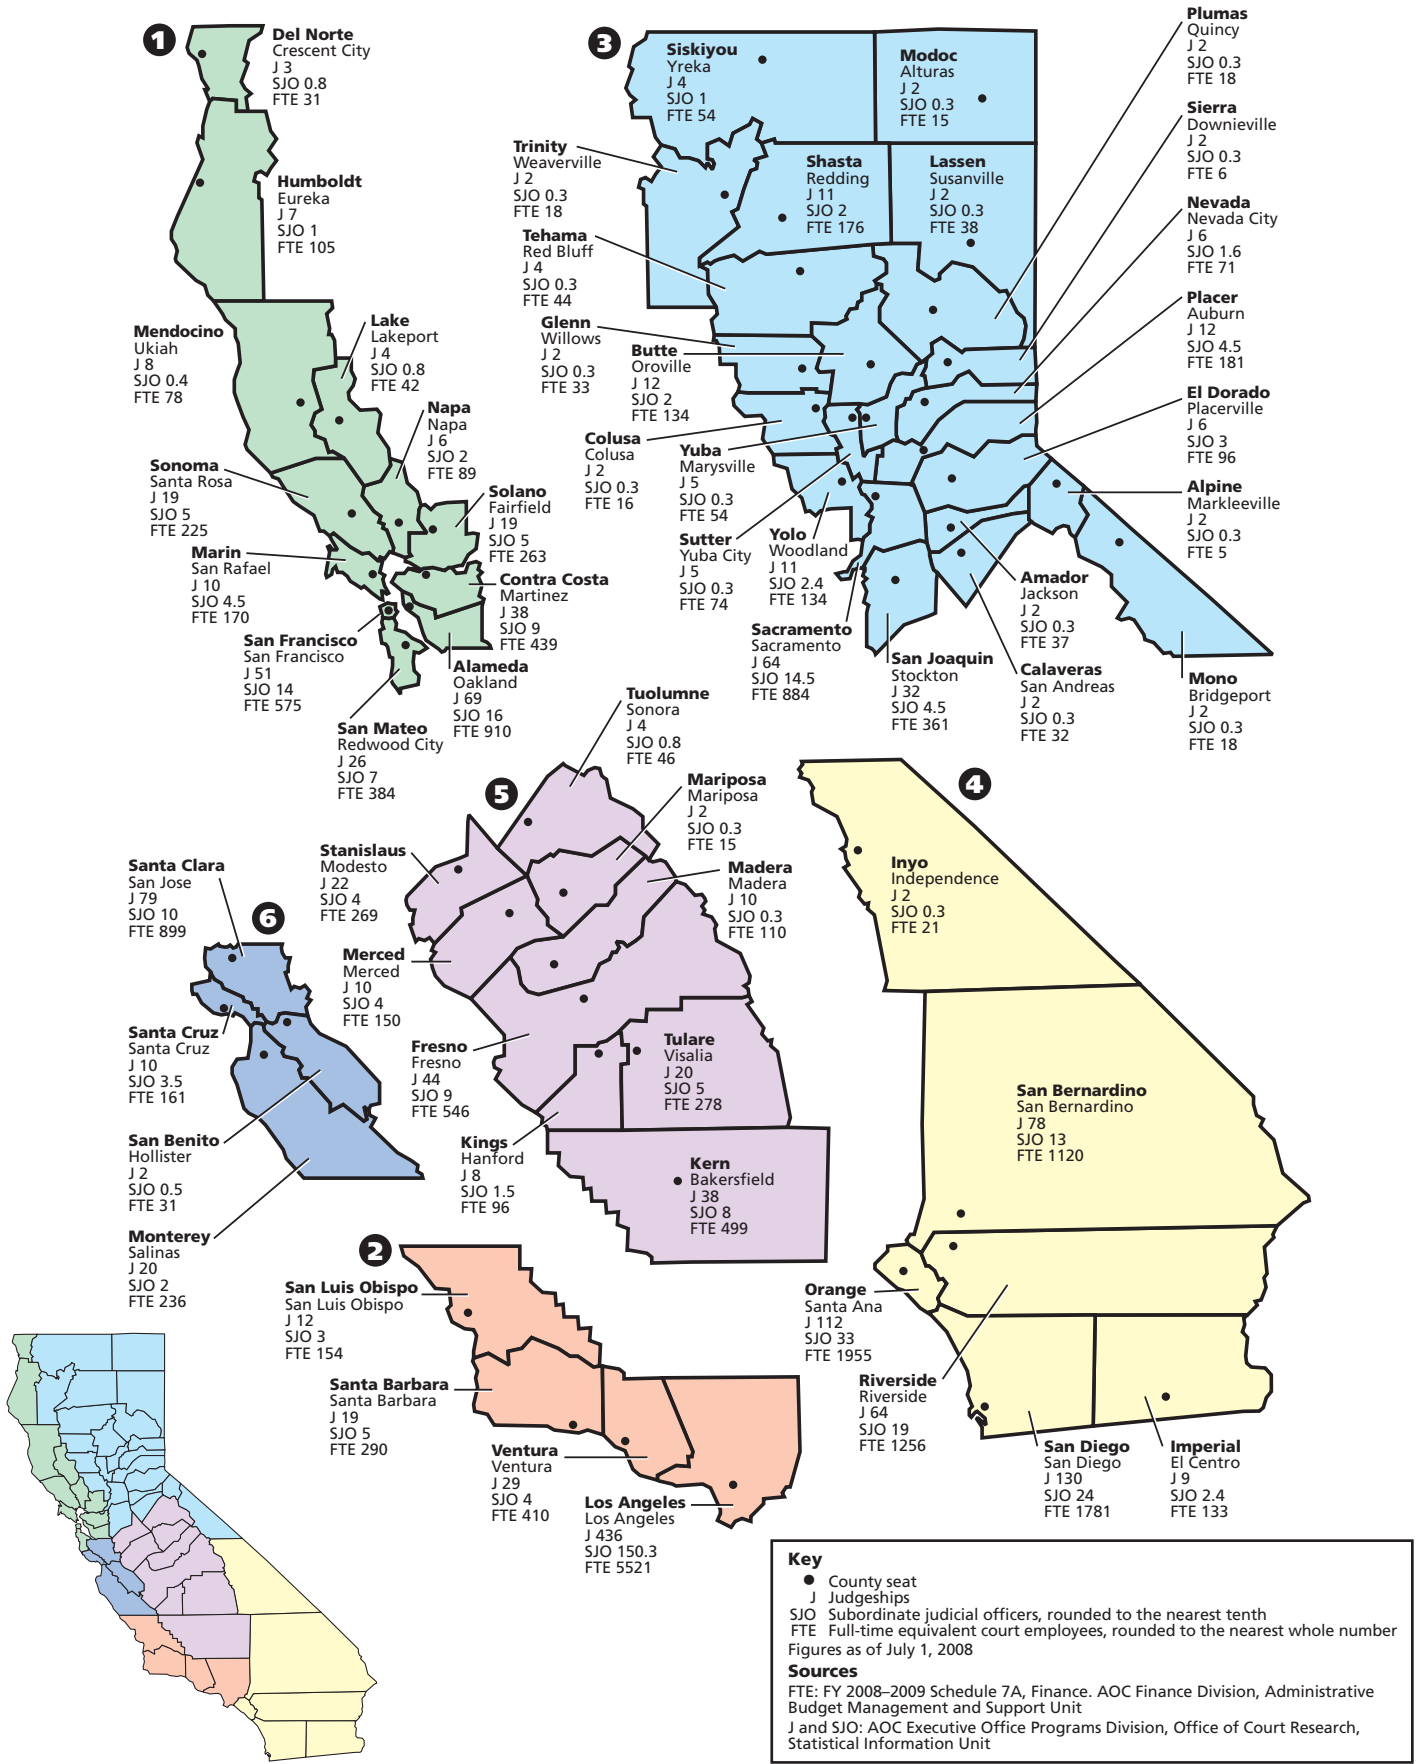 1
Del Norte
Crescent City
J 3
SJO 0.8
FTE 31
Humboldt
Eureka
J 7
SJO 1
FTE 105
Mendocino
Ukiah
J 8
SJO 0.4
FTE 78
Lake
Lakeport
J 4
SJO 0.8
FTE 42
Napa
Napa
J 6
SJO 2
FTE 89
Sonoma
Santa Rosa
J 19
SJO 5
FTE 225
Solano
Fairfield
J 19
SJO 5
FTE 263
Marin
San Rafael
J 10
SJO 4.5
FTE 170
Contra Costa
Martinez
J 38
SJO 9
FTE 439
San Francisco
San Francisco
J 51
SJO 14
FTE 575
Alameda
Oakland
J 69
SJO 16
FTE 910
San Mateo
Redwood City
J 26
SJO 7
FTE 384
3
Siskiyou
Yreka
J 4
SJO 1
FTE 54
Modoc
Alturas
J 2
SJO 0.3
FTE 15
Plumas
Quincy
J 2
SJO 0.3
FTE 18
Sierra
Downieville
J 2
SJO 0.3
FTE 6
Trinity
Weaverville
J 2
SJO 0.3
FTE 18
Shasta
Redding
J 11
SJO 2
FTE 176
Lassen
Susanville
J 2
SJO 0.3
FTE 38
Nevada
Nevada City
J 6
SJO 1.6
FTE 71
Tehama
Red Bluff
J 4
SJO 0.3
FTE 44
Placer
Auburn
J 12
SJO 4.5
FTE 181
Glenn
Willows
J 2
SJO 0.3
FTE 33
Butte
Oroville
J 12
SJO 2
FTE 134
El Dorado
Placerville
J 6
SJO 3
FTE 96
Colusa
Colusa
J 2
SJO 0.3
FTE 16
Yuba
Marysville
J 5
SJO 0.3
FTE 54
Alpine
Markleeville
J 2
SJO 0.3
FTE 5
Sutter
Yuba City
J 5
SJO 0.3
FTE 74
Yolo
Woodland
J 11
SJO 2.4
FTE 134
Amador
Jackson
J 2
SJO 0.3
FTE 37
Sacramento
Sacramento
J 64
SJO 14.5
FTE 884
San Joaquin
Stockton
J 32
SJO 4.5
FTE 361
Calaveras
San Andreas
J 2
SJO 0.3
FTE 32
Mono
Bridgeport
J 2
SJO 0.3
FTE 18
5
Tuolumne
Sonora
J 4
SJO 0.8
FTE 46
Mariposa
Mariposa
J 2
SJO 0.3
FTE 15
Stanislaus
Modesto
J 22
SJO 4
FTE 269
Madera
Madera
J 10
SJO 0.3
FTE 110
Merced
Merced
J 10
SJO 4
FTE 150
Fresno
Fresno
J 44
SJO 9
FTE 546
Tulare
Visalia
J 20
SJO 5
FTE 278
Kings
Hanford
J 8
SJO 1.5
FTE 96
Kern
Bakersfield
J 38
SJO 8
FTE 499
4
Inyo
Independence
J 2
SJO 0.3
FTE 21
San Bernardino
San Bernardino
J 78
SJO 13
FTE 1120
Orange
Santa Ana
J 112
SJO 33
FTE 1955
Riverside
Riverside
J 64
SJO 19
FTE 1256
San Diego
San Diego
J 130
SJO 24
FTE 1781
Imperial
El Centro
J 9
SJO 2.4
FTE 133
6
Santa Clara
San Jose
J 79
SJO 10
FTE 899
Santa Cruz
Santa Cruz
J 10
SJO 3.5
FTE 161
San Benito
Hollister
J 2
SJO 0.5
FTE 31
Monterey
Salinas
J 20
SJO 2
FTE 236
2
San Luis Obispo
San Luis Obispo
J 12
SJO 3
FTE 154
Santa Barbara
Santa Barbara
J 19
SJO 5
FTE 290
Ventura
Ventura
J 29
SJO 4
FTE 410
Los Angeles
Los Angeles
J 436
SJO 150.3
FTE 5521
Key
County seat
J Judgeships
SJO Subordinate judicial officers, rounded to the nearest tenth
FTE Full-time equivalent court employees, rounded to the nearest whole number
Figures as of July 1, 2008
Sources
FTE: FY 2008–2009 Schedule 7A, Finance. AOC Finance Division, Administrative
Budget Management and Support Unit
J and SJO: AOC Executive Office Programs Division, Office of Court Research,
Statistical Information Unit